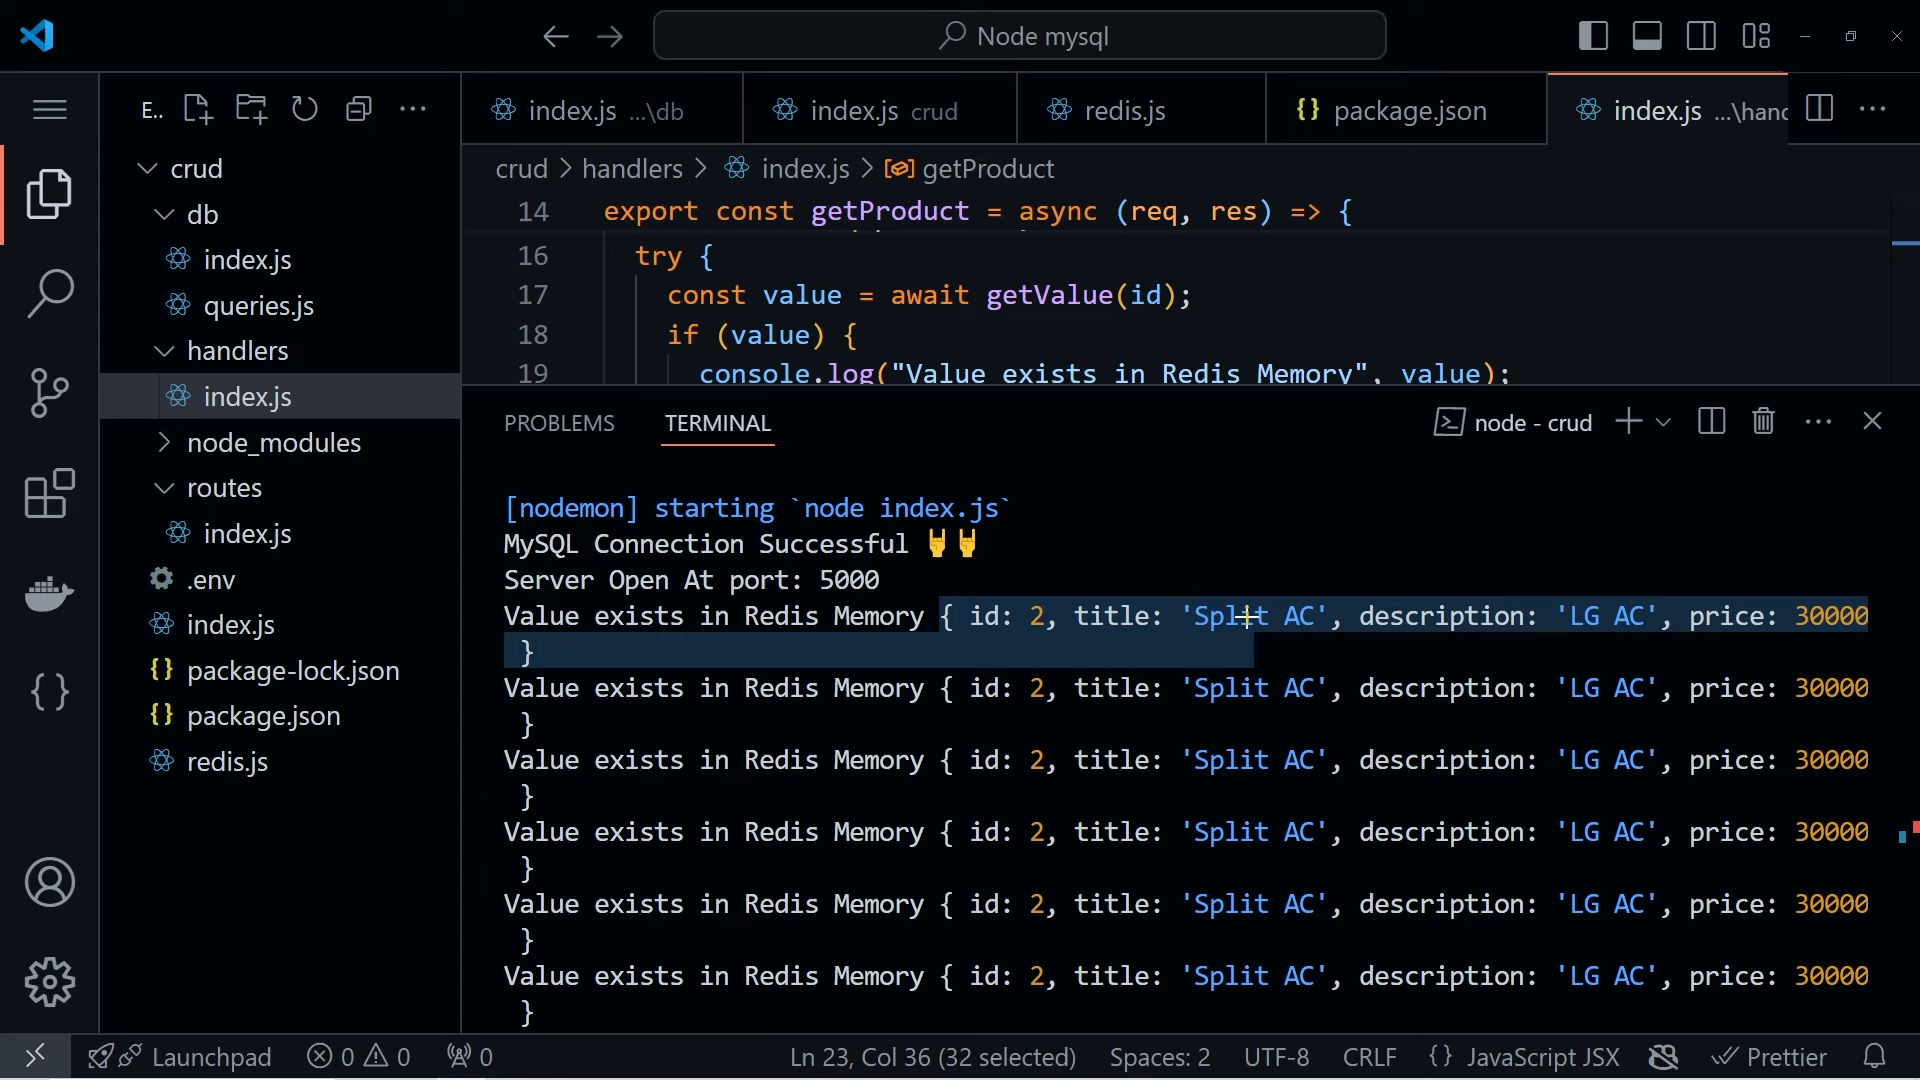 Node mysql
E..
index.js ...\db
index.js crud
redis.js
package.json
index.js ...\hand
crud
db
index.js
queries.js
handlers
index.js
node_modules
routes
index.js
.env
index.js
package-lock.json
package.json
redis.js
crud > handlers > index.js > getProduct
14 export const getProduct = async (req, res) => {
16 try {
17 const value = await getValue(id);
18 if (value) {
19 console.log("Value exists in Redis Memory", value);
PROBLEMS
TERMINAL
node - crud
[nodemon] starting `node index.js`
MySQL Connection Successful 🤘🤘
Server Open At port: 5000
Value exists in Redis Memory { id: 2, title: 'Split AC', description: 'LG AC', price: 30000
}
Value exists in Redis Memory { id: 2, title: 'Split AC', description: 'LG AC', price: 30000
}
Value exists in Redis Memory { id: 2, title: 'Split AC', description: 'LG AC', price: 30000
}
Value exists in Redis Memory { id: 2, title: 'Split AC', description: 'LG AC', price: 30000
}
Value exists in Redis Memory { id: 2, title: 'Split AC', description: 'LG AC', price: 30000
}
Value exists in Redis Memory { id: 2, title: 'Split AC', description: 'LG AC', price: 30000
}
Launchpad 0 0 0 Ln 23, Col 36 (32 selected) Spaces: 2 UTF-8 CRLF {} JavaScript JSX Prettier